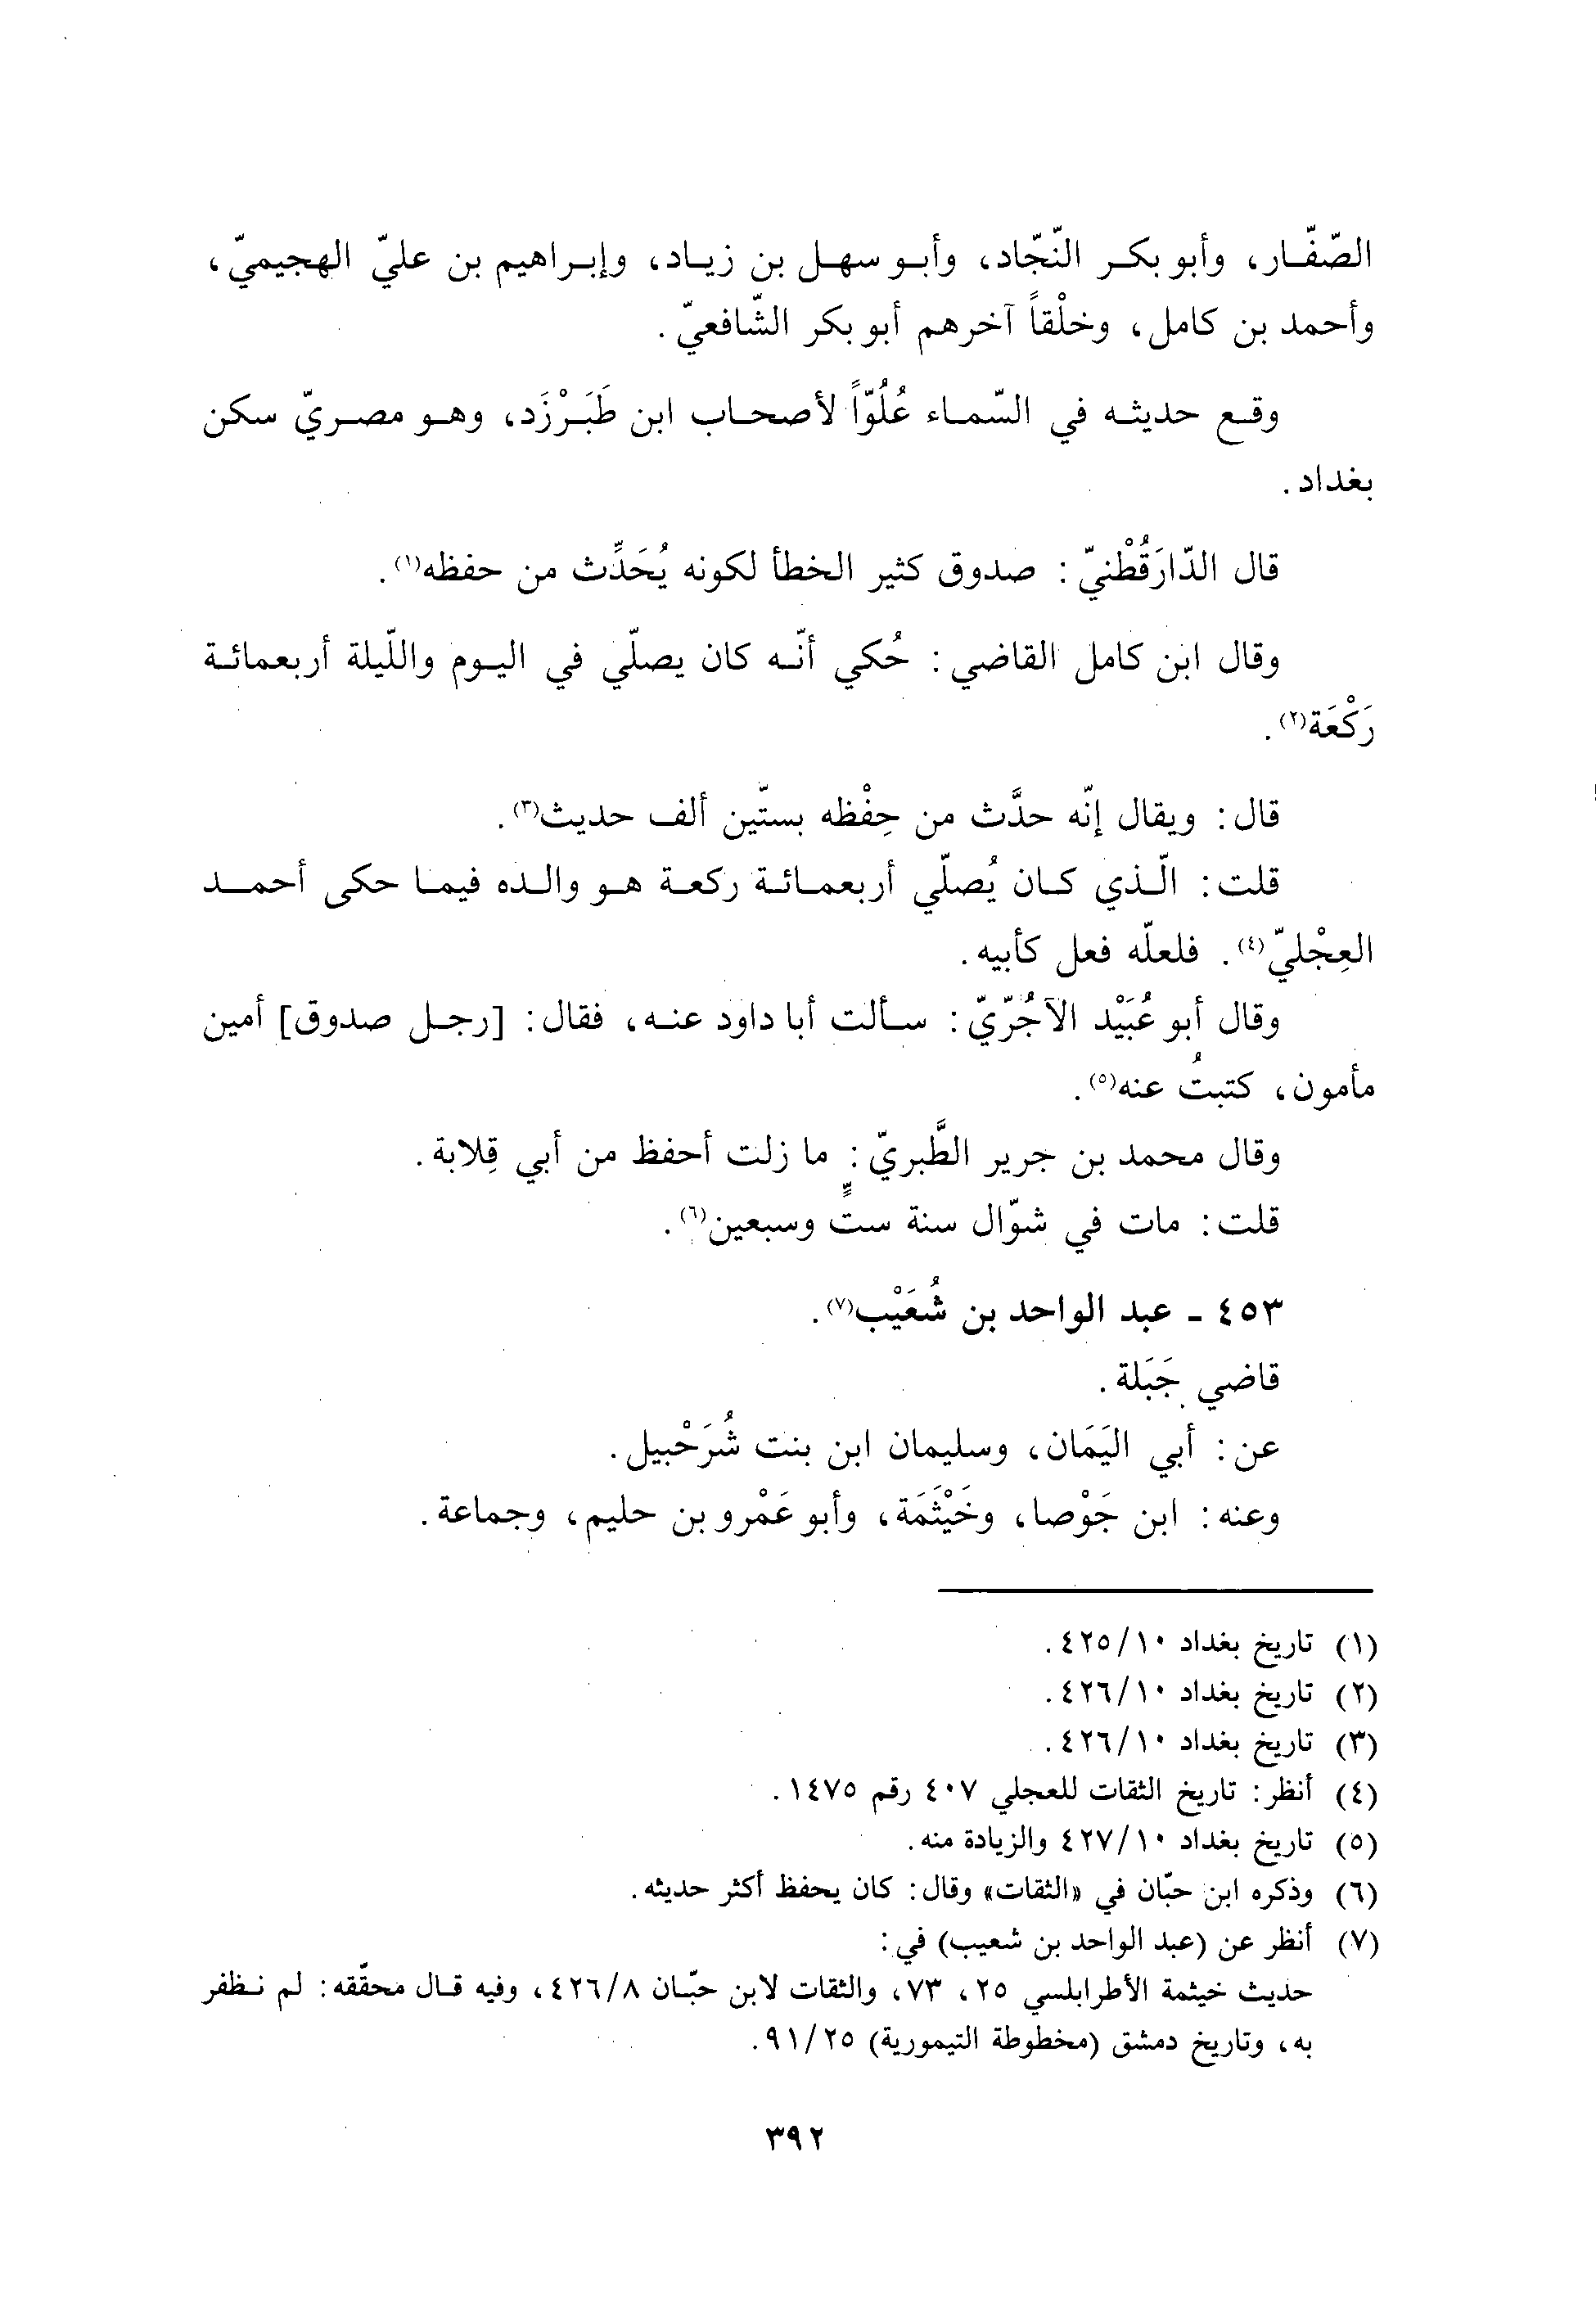 الصّفّار، وأبو بكر النّجّاد، وأبو سهل بن زياد، وإبراهيم بن عليّ الهجيميّ،
وأحمد بن كامل، وخلْقاً آخرهم أبو بكر الشّافعيّ.
وقع حديثه في السّماء عُلُوّاً لأصحاب ابن طَبَرْزَد، وهو مصريّ سكن
بغداد.
قال الدّارَقُطْنيّ: صدوق كثير الخطأ لكونه يُحَدِّث من حفظه(١).
وقال ابن كامل القاضي: حُكي أنّه كان يصلّي في اليوم واللّيلة أربعمائة
رَكْعَة(٢).
قال: ويقال إنّه حدَّث من حِفْظه بستّين ألف حديث(٣).
قلت: الّذي كان يُصلّي أربعمائة ركعة هو والده فيما حكى أحمد
العِجْليّ(٤). فلعلّه فعل كأبيه.
وقال أبو عُبَيْد الآجُرّيّ: سألت أبا داود عنه، فقال: [رجل صدوق] أمين
مأمون، كتبتُ عنه(٥).
وقال محمد بن جرير الطَّبريّ: ما زلت أحفظ من أبي قِلابة.
قلت: مات في شوّال سنة ستٍّ وسبعين(٦).
٤٥٣ - عبد الواحد بن شُعَيْب(٧).
قاضي جَبَلة.
عن: أبي اليَمَان، وسليمان ابن بنت شُرَحْبيل.
وعنه: ابن جَوْصا، وخَيْثَمَة، وأبو عَمْرو بن حليم، وجماعة.
(١) تاريخ بغداد ١٠/٤٢٥.
(٢) تاريخ بغداد ١٠/٤٢٦.
(٣) تاريخ بغداد ١٠/٤٢٦.
(٤) أنظر: تاريخ الثقات للعجلي ٤٠٧ رقم ١٤٧٥.
(٥) تاريخ بغداد ١٠/٤٢٧ والزيادة منه.
(٦) وذكره ابن حبّان في «الثقات» وقال: كان يحفظ أكثر حديثه.
(٧) أنظر عن (عبد الواحد بن شعيب) في:
حديث خيثمة الأطرابلسي ٢٥، ٧٣، والثقات لابن حبّان ٤٢٦/٨، وفيه قال محقّقه: لم نظفر
به، وتاريخ دمشق (مخطوطة التيمورية) ٩١/٢٥.
٣٩٢